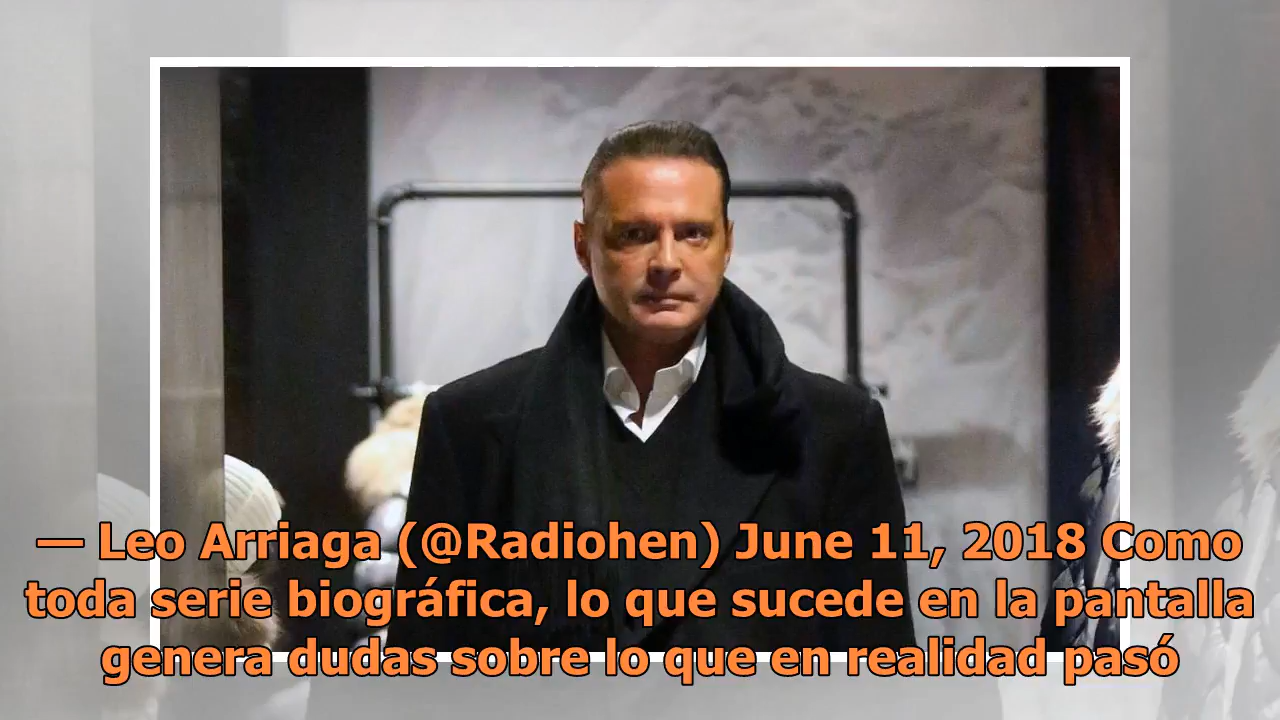 — Leo Arriaga (@Radiohen) June 11, 2018 Como
toda serie biográfica, lo que sucede en la pantalla
genera dudas sobre lo que en realidad pasó